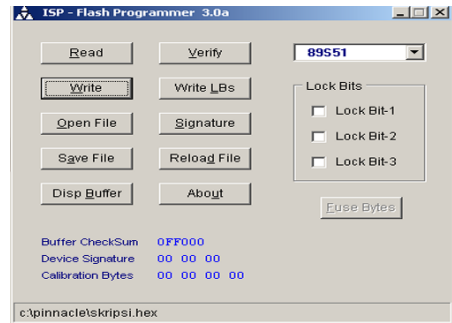 ISP - Flash Programmer 3.0a
Read
Verify
89S51
Write
Write LBs
Lock Bits
Lock Bit-1
Open File
Signature
Lock Bit-2
Save File
Reload File
Lock Bit-3
Disp Buffer
About
Fuse Bytes
Buffer CheckSum 0FF000
Device Signature 00 00 00
Calibration Bytes 00 00 00 00
c:\pinnacle\skripsi.hex